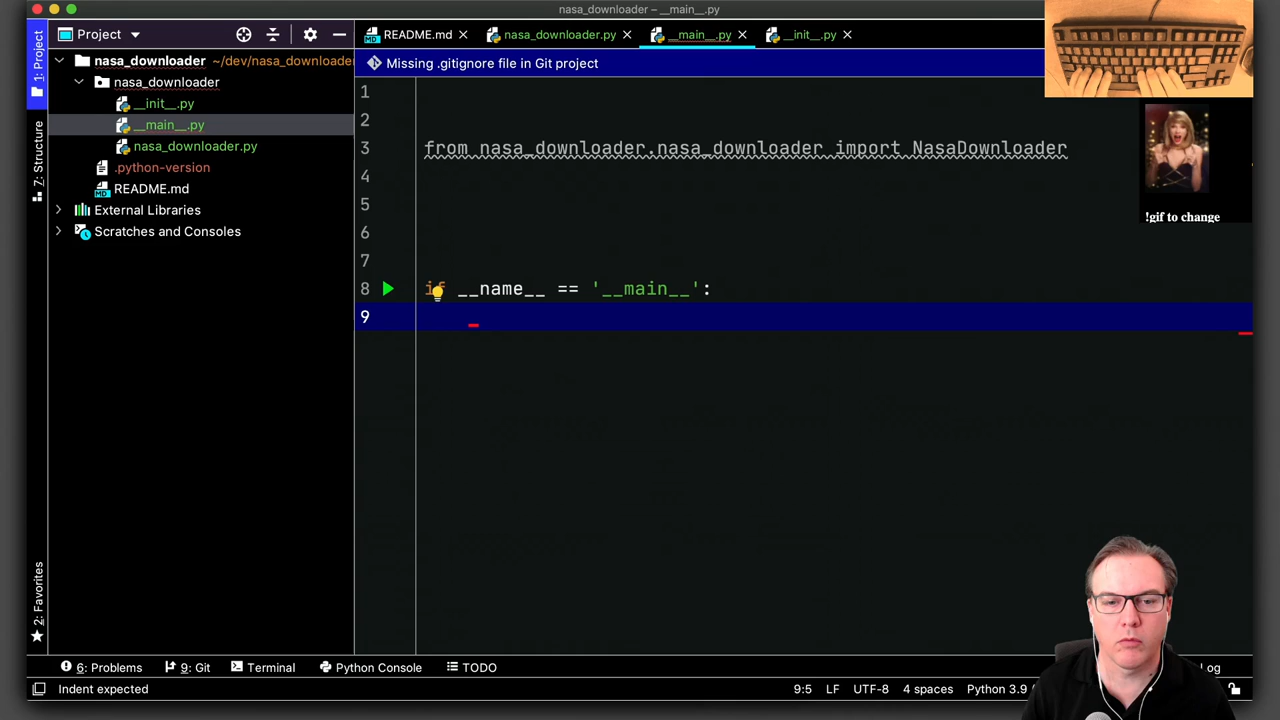 nasa_downloader – __main__.py
1: Project
Project
README.md
nasa_downloader.py
__main__.py
__init__.py
nasa_downloader ~/dev/nasa_downloader
Missing .gitignore file in Git project
nasa_downloader
__init__.py
__main__.py
nasa_downloader.py
.python-version
README.md
External Libraries
Scratches and Consoles
7: Structure
2: Favorites
1
2
3 from nasa_downloader.nasa_downloader import NasaDownloader
4
5
6
7
8 if __name__ == '__main__':
9
!gif to change
6: Problems
9: Git
Terminal
Python Console
TODO
Log
Indent expected
9:5
LF
UTF-8
4 spaces
Python 3.9